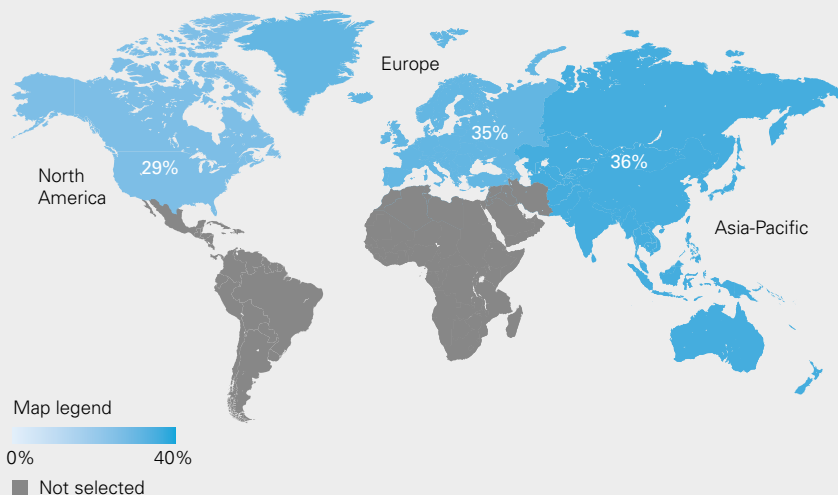 Europe
35%
29%
36%
North
America
Asia-Pacific
Map legend
0%
40%
Not selected